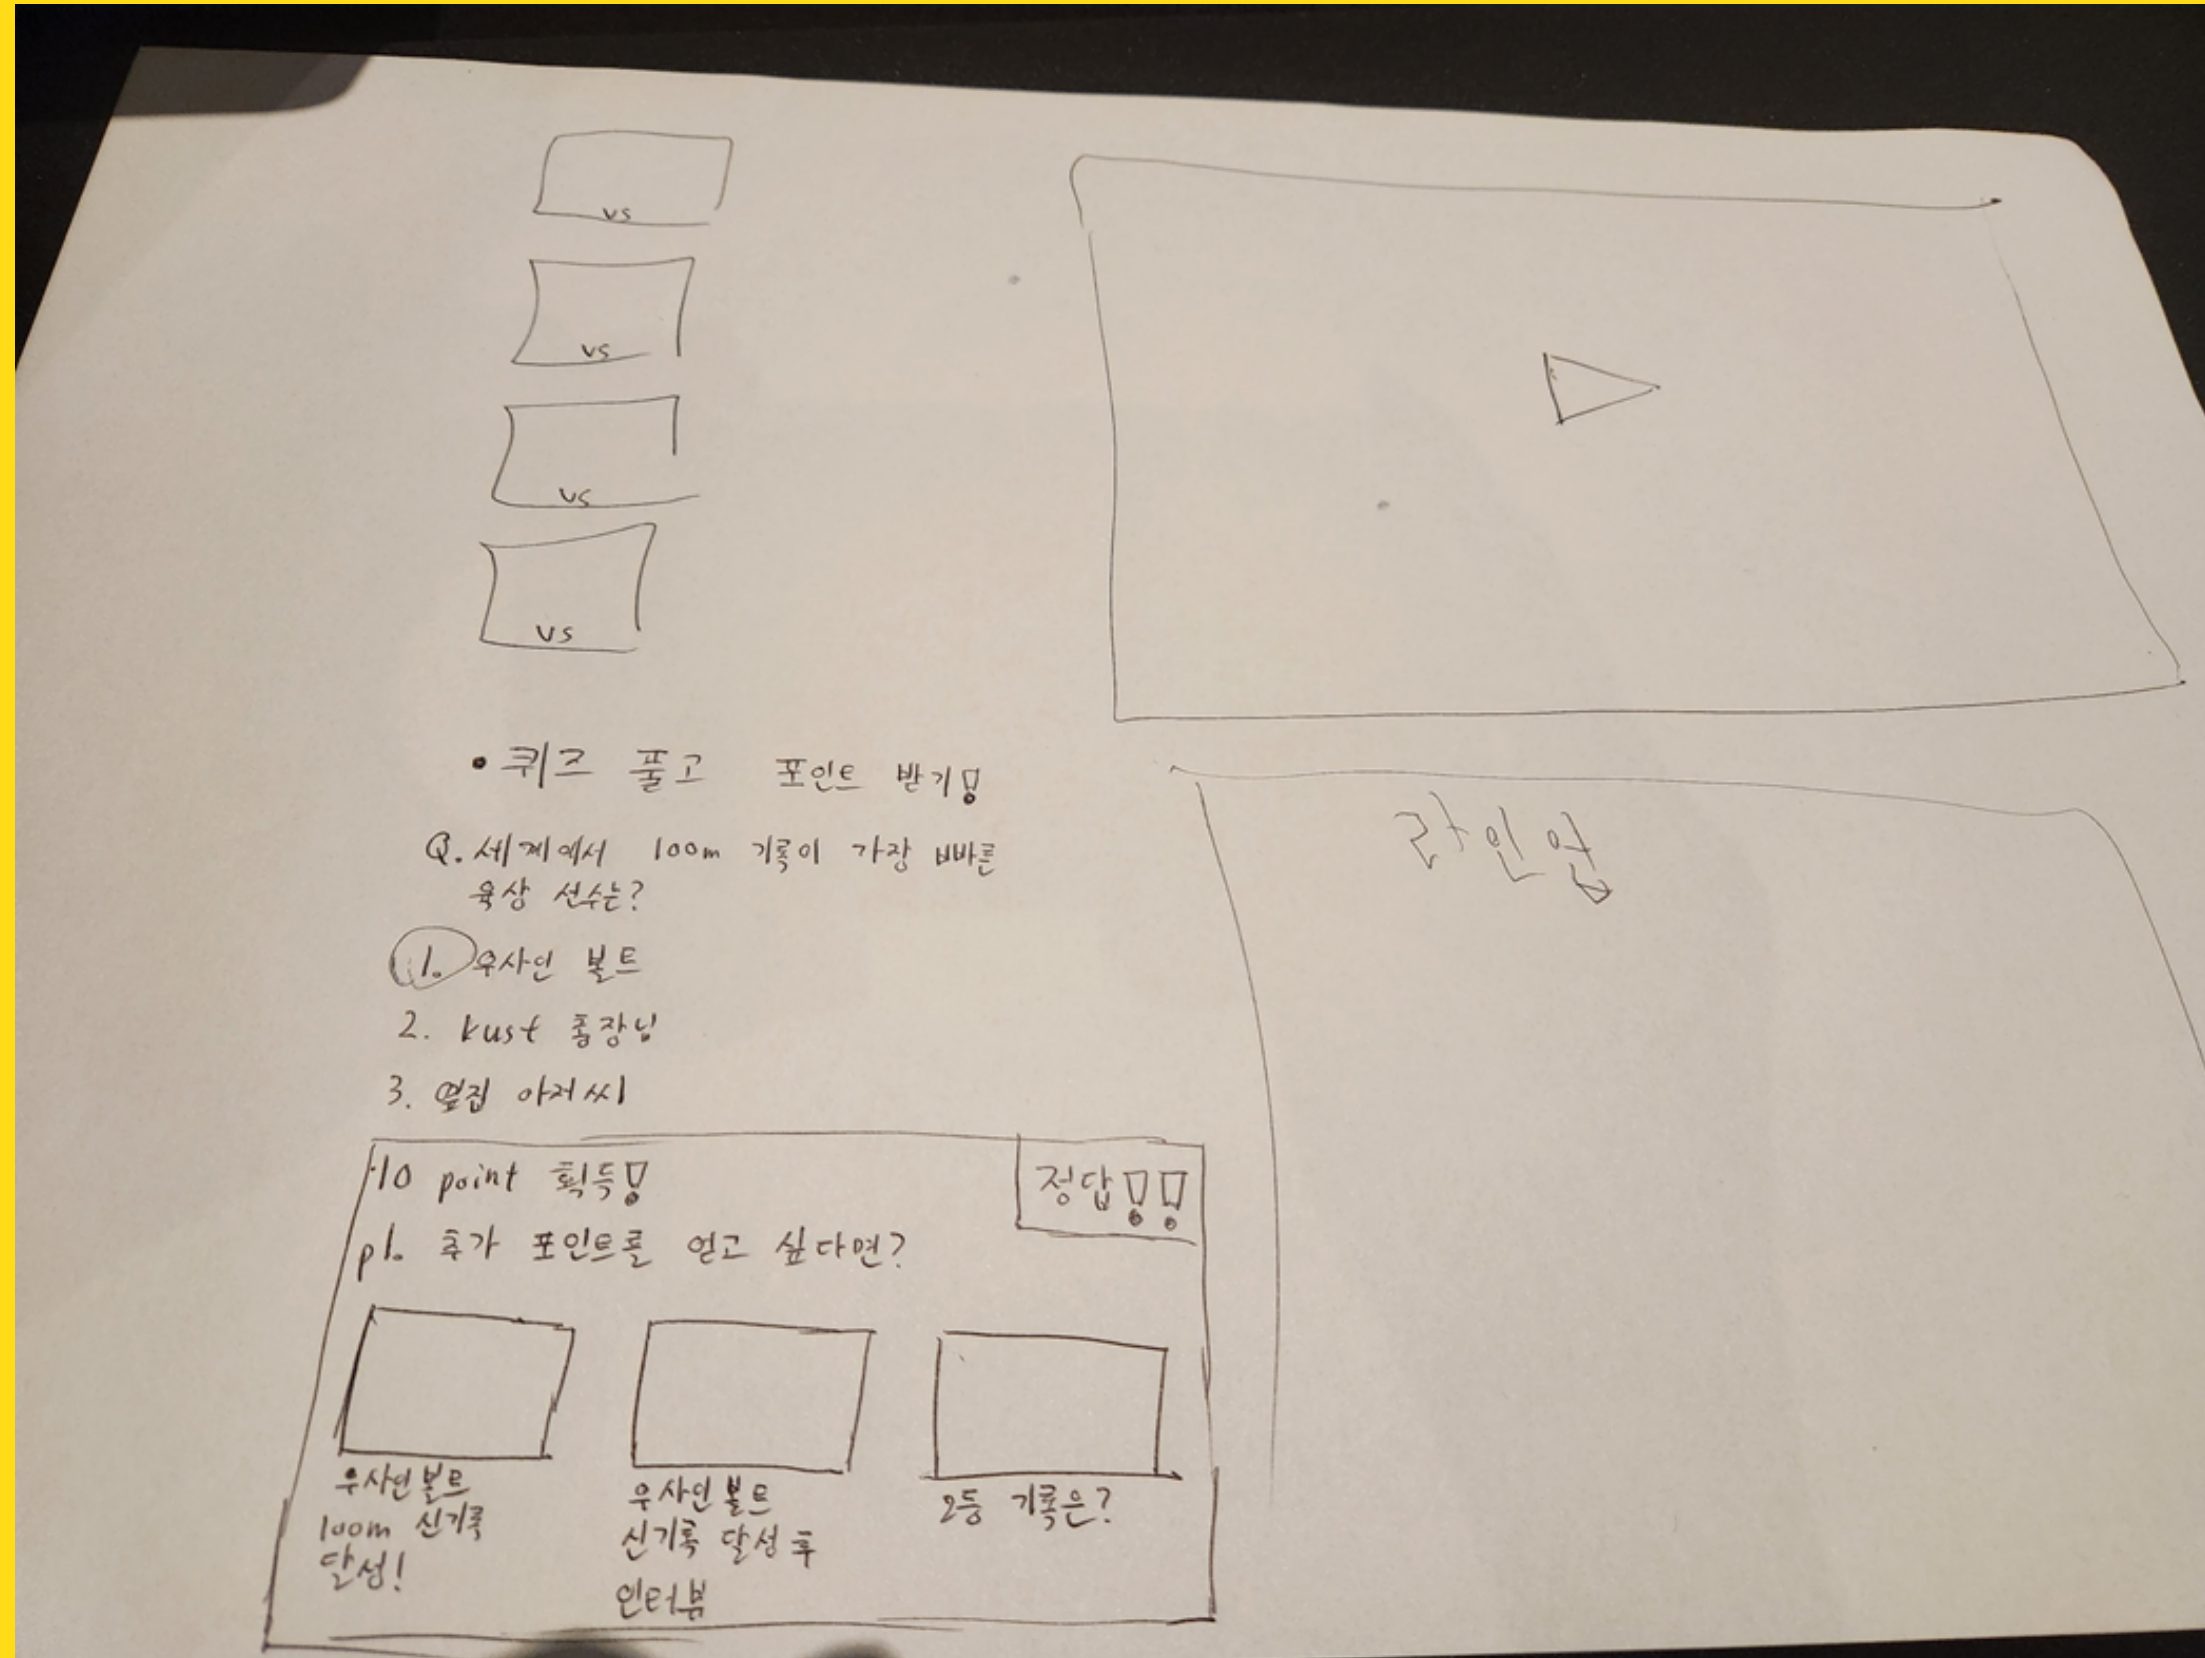 vs
vs
vs
vs
• 퀴즈 풀고 포인트 받기!
Q. 세계에서 100m 기록이 가장 빠른
육상 선수는?
1. 우사인 볼트
2. kust 총장님
3. 옆집 아저씨
라인업
10 point 획득!
정답!!
p1. 추가 포인트를 얻고 싶다면?
우사인볼트
100m 신기록
달성!
우사인볼트
신기록 달성 후
인터뷰
2등 기록은?